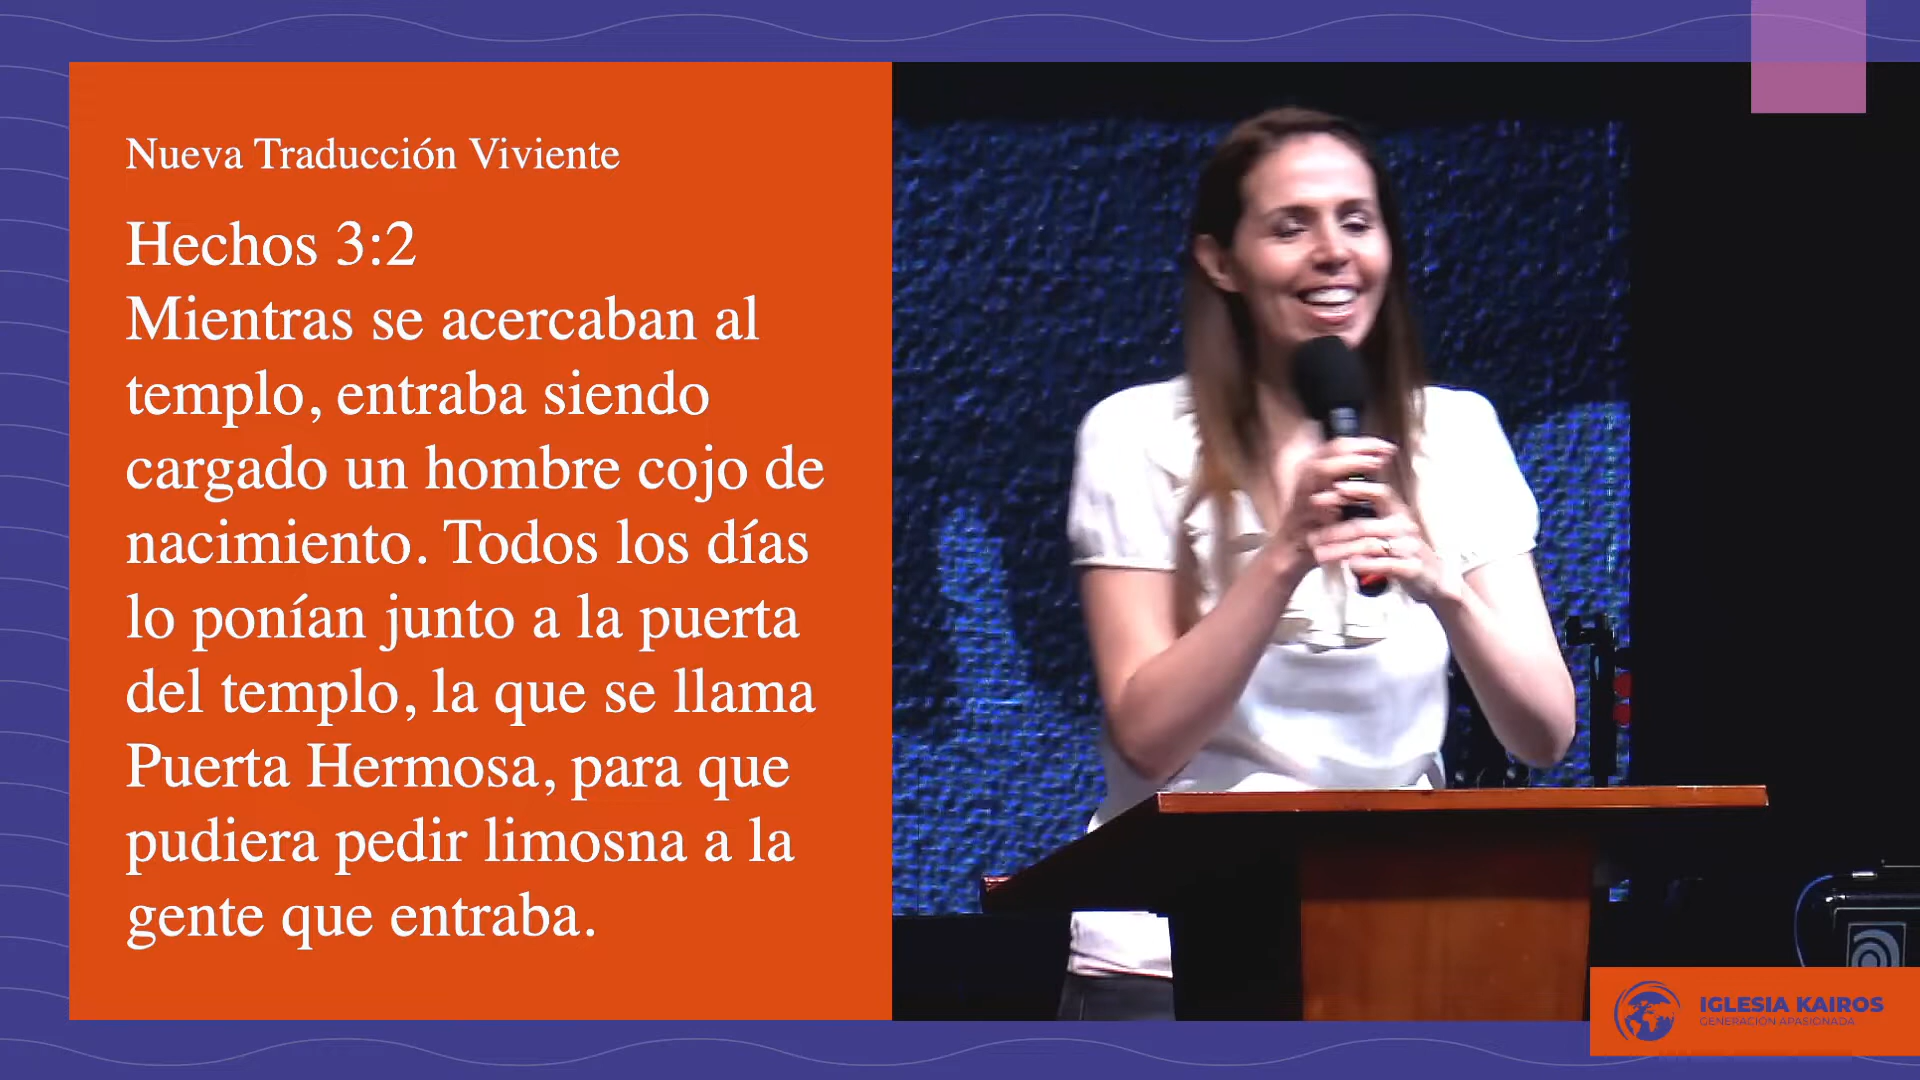 Nueva Traducción Viviente
Hechos 3:2
Mientras se acercaban al
templo, entraba siendo
cargado un hombre cojo de
nacimiento. Todos los días
lo ponían junto a la puerta
del templo, la que se llama
Puerta Hermosa, para que
pudiera pedir limosna a la
gente que entraba.
IGLESIA KAIROS
GENERACIÓN APASIONADA